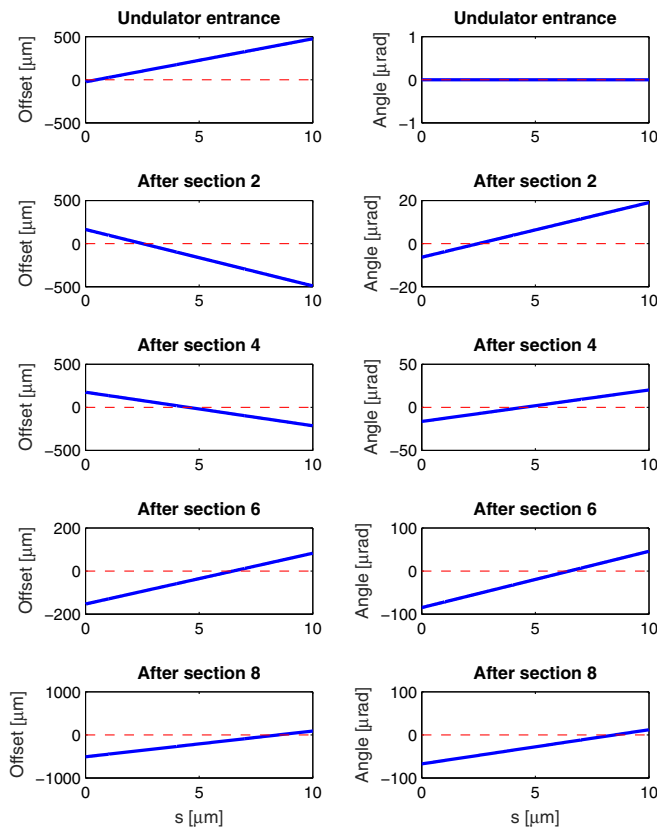 Undulator entrance
Offset [μm]
500
0
−500
0 5 10
Undulator entrance
Angle [μrad]
1
0
−1
0 5 10
After section 2
Offset [μm]
500
0
−500
0 5 10
After section 2
Angle [μrad]
20
0
−20
0 5 10
After section 4
Offset [μm]
500
0
−500
0 5 10
After section 4
Angle [μrad]
50
0
−50
0 5 10
After section 6
Offset [μm]
200
0
−200
0 5 10
After section 6
Angle [μrad]
100
0
−100
0 5 10
After section 8
Offset [μm]
1000
0
−1000
0 5 10
s [μm]
After section 8
Angle [μrad]
100
0
−100
0 5 10
s [μm]